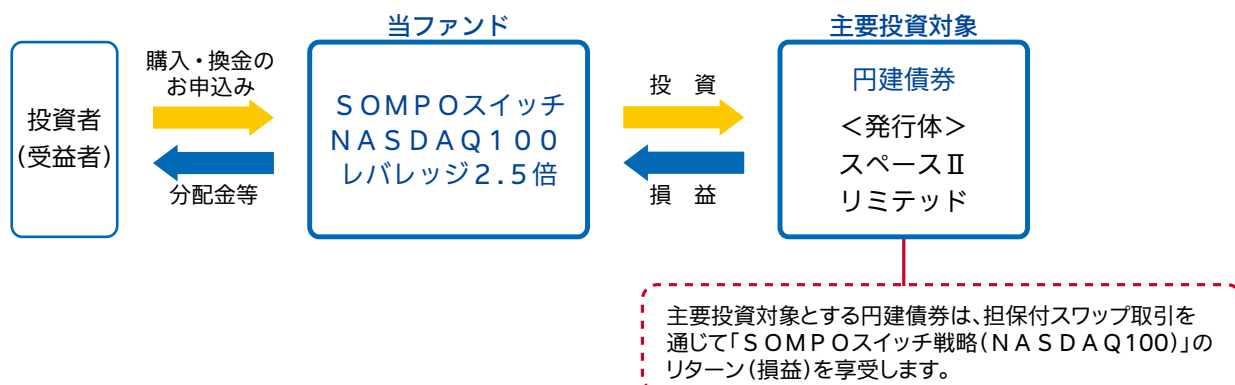 当ファンド
主要投資対象
投資者
(受益者)
購入・換金の
お申込み
分配金等
SOMPOスイッチ
NASDAQ100
レバレッジ2.5倍
投 資
損 益
円建債券
＜発行体＞
スペースⅡ
リミテッド
主要投資対象とする円建債券は、担保付スワップ取引を
通じて「SOMPOスイッチ戦略(NASDAQ100)」の
リターン(損益)を享受します。